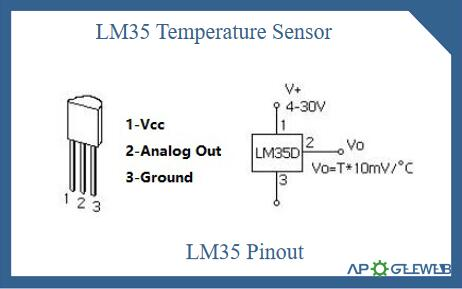 LM35 Temperature Sensor
1-Vcc
2-Analog Out
3-Ground
1 2 3
V+
4-30V
1
LM35D
2
Vo
Vo=T*10mV/°C
3
LM35 Pinout
APOGEEWEB